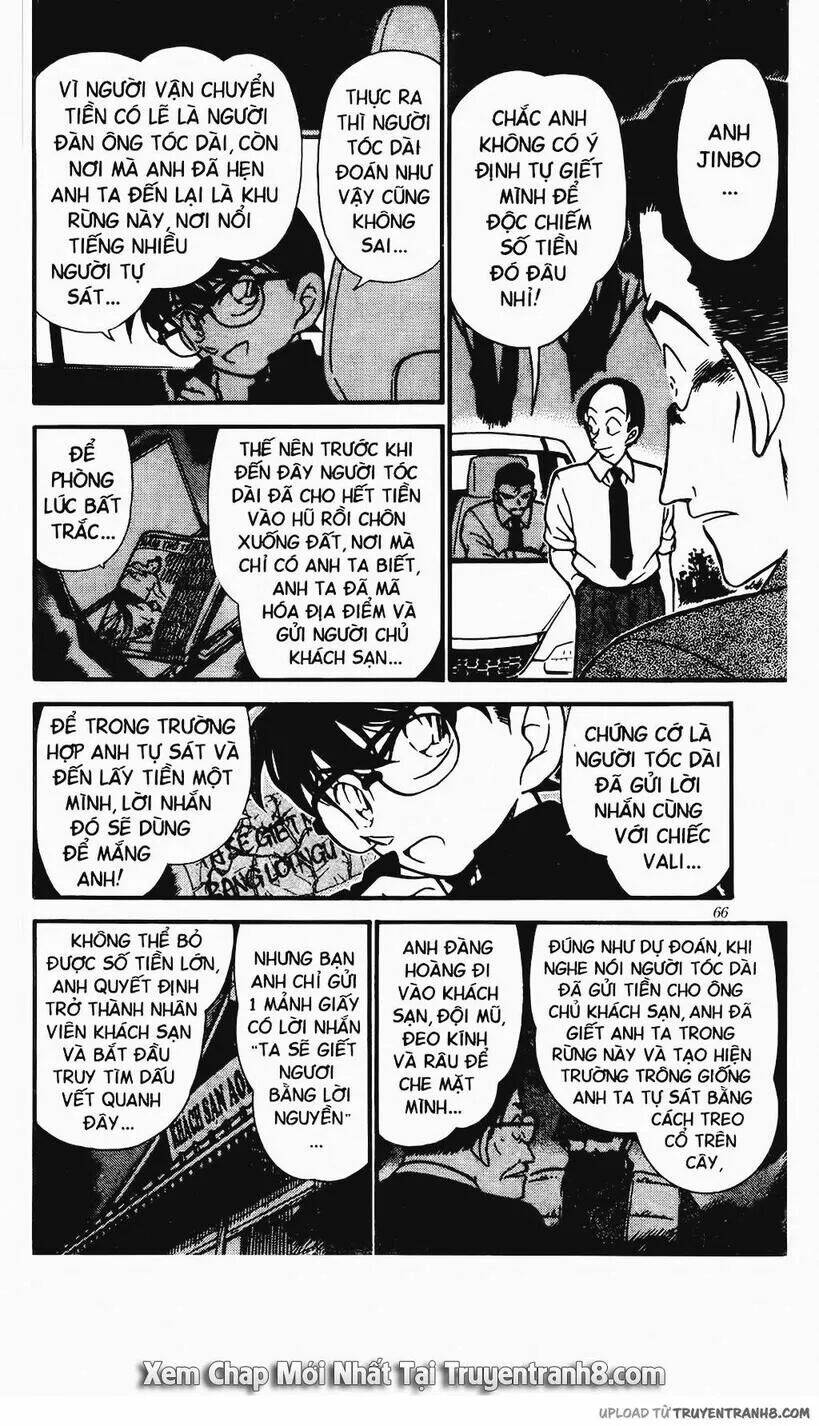 ANH
JINBO
...
CHẮC ANH
KHÔNG CÓ Ý
ĐỊNH TỰ GIẾT
MÌNH ĐỂ
ĐỘC CHIẾM
SỐ TIỀN
ĐÓ ĐÂU
NHỈ!
THỰC RA
THÌ NGƯỜI
TÓC DÀI
ĐOÁN NHƯ
VẬY CŨNG
KHÔNG
SAI...
VÌ NGƯỜI VẬN CHUYỂN
TIỀN CÓ LẼ LÀ NGƯỜI
ĐÀN ÔNG TÓC DÀI, CÒN
NƠI MÀ ANH ĐÃ HẸN
ANH TA ĐẾN LẠI LÀ KHU
RỪNG NÀY, NƠI NỔI
TIẾNG NHIỀU
NGƯỜI TỰ
SÁT...
THẾ NÊN TRƯỚC KHI
ĐẾN ĐÂY NGƯỜI TÓC
DÀI ĐÃ CHO HẾT TIỀN
VÀO HŨ RỒI CHÔN
XUỐNG ĐẤT, NƠI MÀ
CHỈ CÓ ANH TA BIẾT,
ANH TA ĐÃ MÃ
HÓA ĐỊA ĐIỂM VÀ
GỬI NGƯỜI CHỦ
KHÁCH SẠN...
ĐỂ
PHÒNG
LÚC BẤT
TRẮC...
CHỨNG CỚ LÀ
NGƯỜI TÓC DÀI
ĐÃ GỬI LỜI
NHẮN CÙNG
VỚI CHIẾC
VALI...
ĐỂ TRONG TRƯỜNG
HỢP ANH TỰ SÁT VÀ
ĐẾN LẤY TIỀN MỘT
MÌNH, LỜI NHẮN
ĐÓ SẼ DÙNG
ĐỂ MẮNG
ANH!
SẼ GIẾT
BẰNG LỜI NGU
66
ĐÚNG NHƯ DỰ ĐOÁN, KHI
NGHE NÓI NGƯỜI TÓC DÀI
ĐÃ GỬI TIỀN CHO ÔNG
CHỦ KHÁCH SẠN, ANH ĐÃ
GIẾT ANH TA TRONG
RỪNG NÀY VÀ TẠO HIỆN
TRƯỜNG TRÔNG GIỐNG
ANH TA TỰ SÁT BẰNG
CÁCH TREO
CỔ TRÊN
CÂY,
ANH ĐÀNG
HOÀNG ĐI
VÀO KHÁCH
SẠN, ĐỘI MŨ,
ĐEO KÍNH
VÀ RÂU ĐỂ
CHE MẶT
MÌNH...
NHƯNG BẠN
ANH CHỈ GỬI
1 MẢNH GIẤY
CÓ LỜI NHẮN
"TA SẼ GIẾT
NGƯƠI
BẰNG LỜI
NGUYỀN"
...
KHÔNG THỂ BỎ
ĐƯỢC SỐ TIỀN LỚN,
ANH QUYẾT ĐỊNH
TRỞ THÀNH NHÂN
VIÊN KHÁCH SẠN
VÀ BẮT ĐẦU
TRUY TÌM DẤU
VẾT QUANH
ĐÂY...
KHÁCH SẠN AO
Xem Chap Mới Nhất Tại Truyentranh8.com
UPLOAD TỪ TRUYENTRANH8.COM